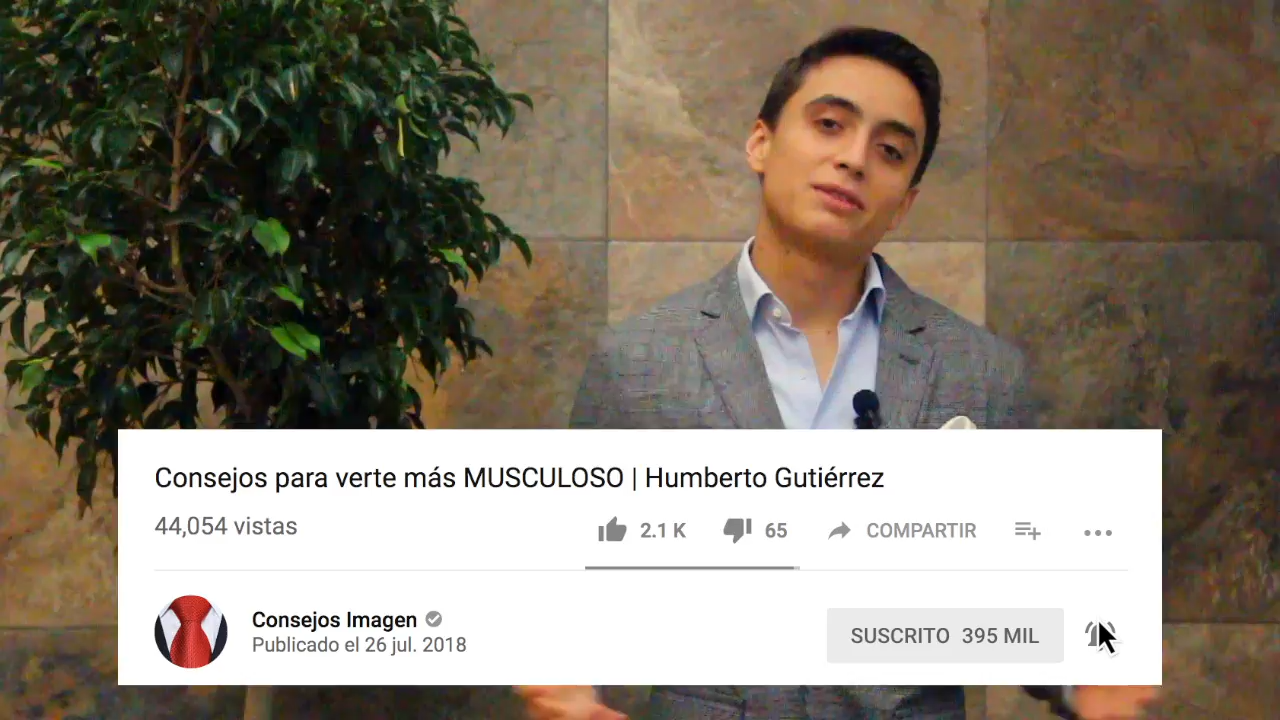 Consejos para verte más MUSCULOSO | Humberto Gutiérrez
44,054 vistas
2.1 K
65
COMPARTIR
Consejos Imagen
Publicado el 26 jul. 2018
SUSCRITO 395 MIL